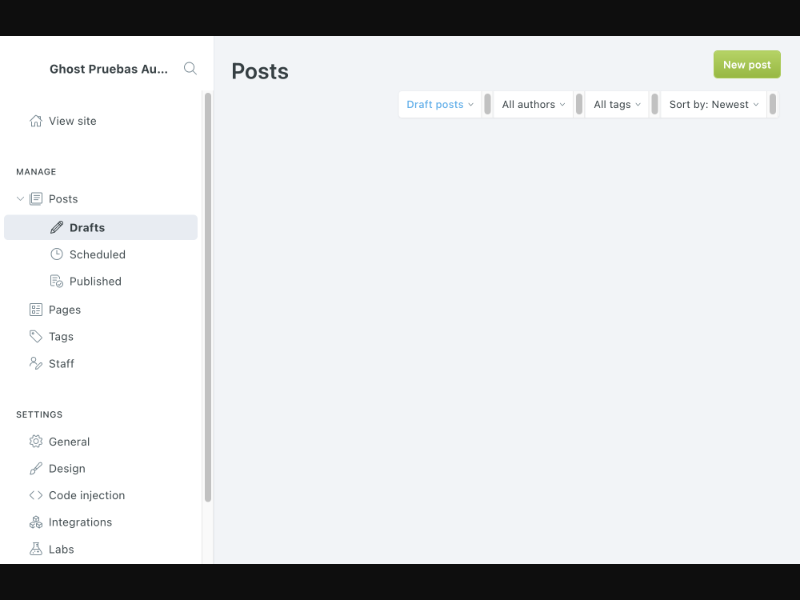 Ghost Pruebas Au...
View site
MANAGE
Posts
Drafts
Scheduled
Published
Pages
Tags
Staff
SETTINGS
General
Design
Code injection
Integrations
Labs
Posts
New post
Draft posts
All authors
All tags
Sort by: Newest